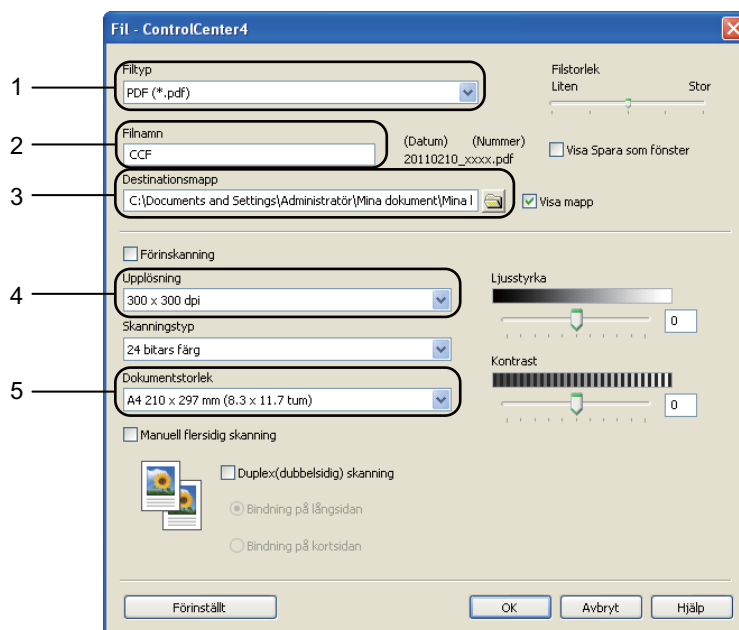 Fil - ControlCenter4
1
Filtyp
PDF (*.pdf)
Filstorlek
Liten Stor
2
Filnamn
CCF
(Datum) (Nummer)
20110210_xxxx.pdf
Visa Spara som fönster
3
Destinationsmapp
C:\Documents and Settings\Administratör\Mina dokument\Mina l
Visa mapp
Förinskanning
4
Upplösning
300 x 300 dpi
Ljusstyrka
0
Skanningstyp
24 bitars färg
Kontrast
0
5
Dokumentstorlek
A4 210 x 297 mm (8.3 x 11.7 tum)
Manuell flersidig skanning
Duplex(dubbelsidig) skanning
Bindning på långsidan
Bindning på kortsidan
Förinställt
OK
Avbryt
Hjälp